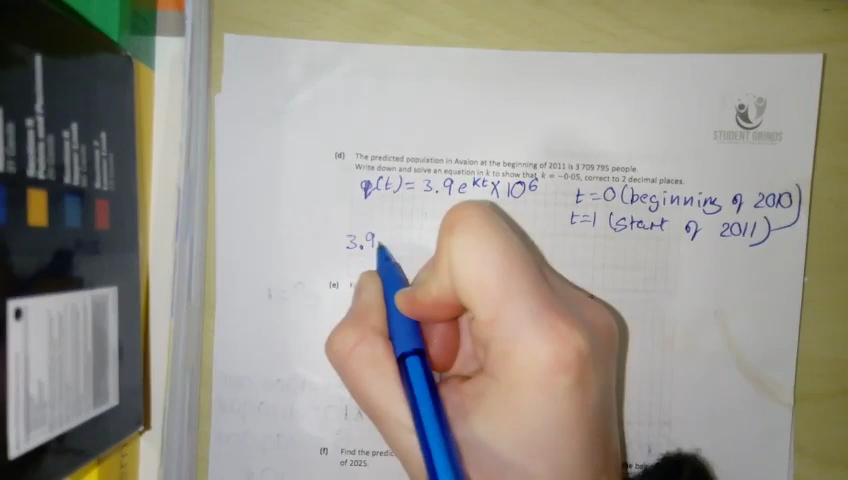 STUDENT GRINDS
(d) The predicted population in Avalon at the beginning of 2011 is 3 709 795 people.
Write down and solve an equation in k to show that k = −0·05, correct to 2 decimal places.
p(t) = 3.9e^kt × 10^6
t=0 (beginning of 2010)
t=1 (start of 2011)
3.9
(e)
(f) Find the predic
of 2025.